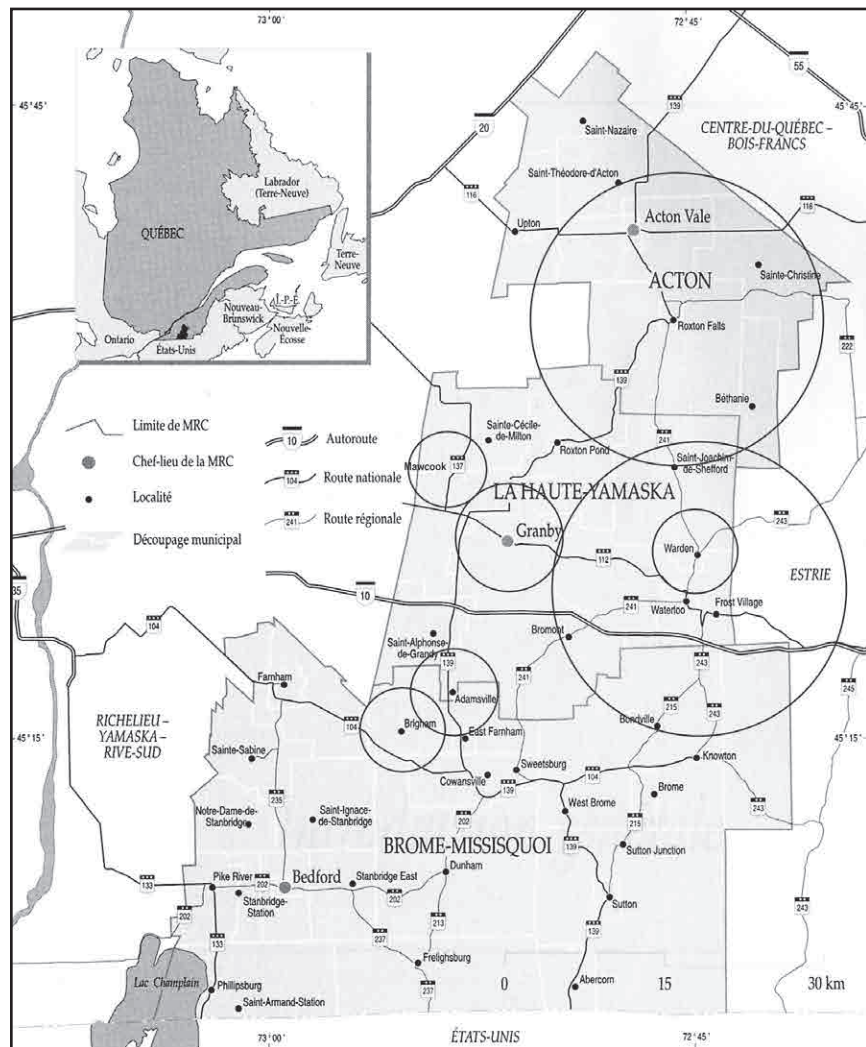 73°00'
72°45'
45°45'
45°45'
55
20
139
116
116
CENTRE-DU-QUÉBEC –
BOIS-FRANCS
Saint-Nazaire
Saint-Théodore-d'Acton
Upton
Acton Vale
ACTON
Sainte-Christine
Roxton Falls
222
139
Béthanie
241
Labrador
(Terre-Neuve)
QUÉBEC
Terre-
Neuve
Î.-P.-É.
Nouveau-
Brunswick
Nouvelle-
Écosse
Ontario
États-Unis
Limite de MRC
Chef-lieu de la MRC
Localité
Découpage municipal
10
Autoroute
104
Route nationale
241
Route régionale
Sainte-Cécile-
de-Milton
Roxton Pond
Mawcook
137
Saint-Joachim-
de-Shefford
LA HAUTE-YAMASKA
Granby
243
112
Warden
ESTRIE
35
10
Waterloo
Frost Village
241
Bromont
104
Saint-Alphonse-
de-Grandy
139
241
243
245
Farnham
Adamsville
215
243
Bondville
Brigham
104
East Farnham
45°15'
45°15'
RICHELIEU –
YAMASKA –
RIVE-SUD
Sainte-Sabine
Sweetsburg
Knowton
Cowansville
139
104
235
West Brome
Brome
243
Notre-Dame-de-
Stanbridge
Saint-Ignace-
de-Stanbridge
202
215
BROME-MISSISQUOI
139
Sutton Junction
Dunham
133
Pike River
202
Bedford
Stanbridge East
202
Stanbridge-
Station
Sutton
243
202
213
237
139
133
Frelighsburg
Lac Champlain
Phillipsburg
237
Abercorn
0
15
30 km
Saint-Armand-Station
73°00'
ÉTATS-UNIS
72°45'